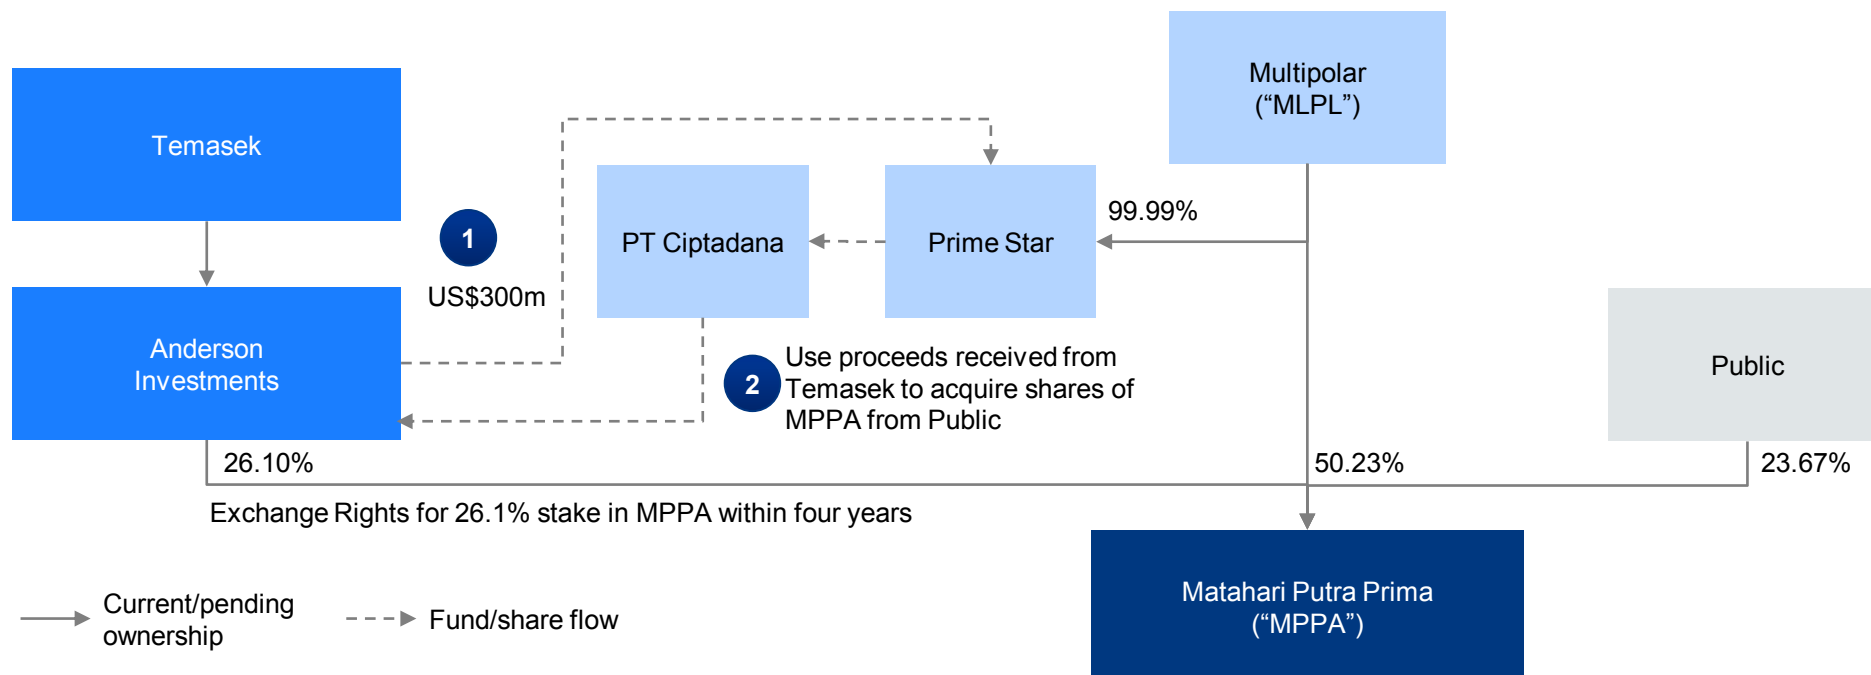 Multipolar
(“MLPL”)
Temasek
PT Ciptadana
Prime Star
99.99%
1
US$300m
Anderson
Investments
2
Use proceeds received from
Temasek to acquire shares of
MPPA from Public
Public
26.10%
50.23%
23.67%
Exchange Rights for 26.1% stake in MPPA within four years
Matahari Putra Prima
(“MPPA”)
Current/pending
ownership
Fund/share flow